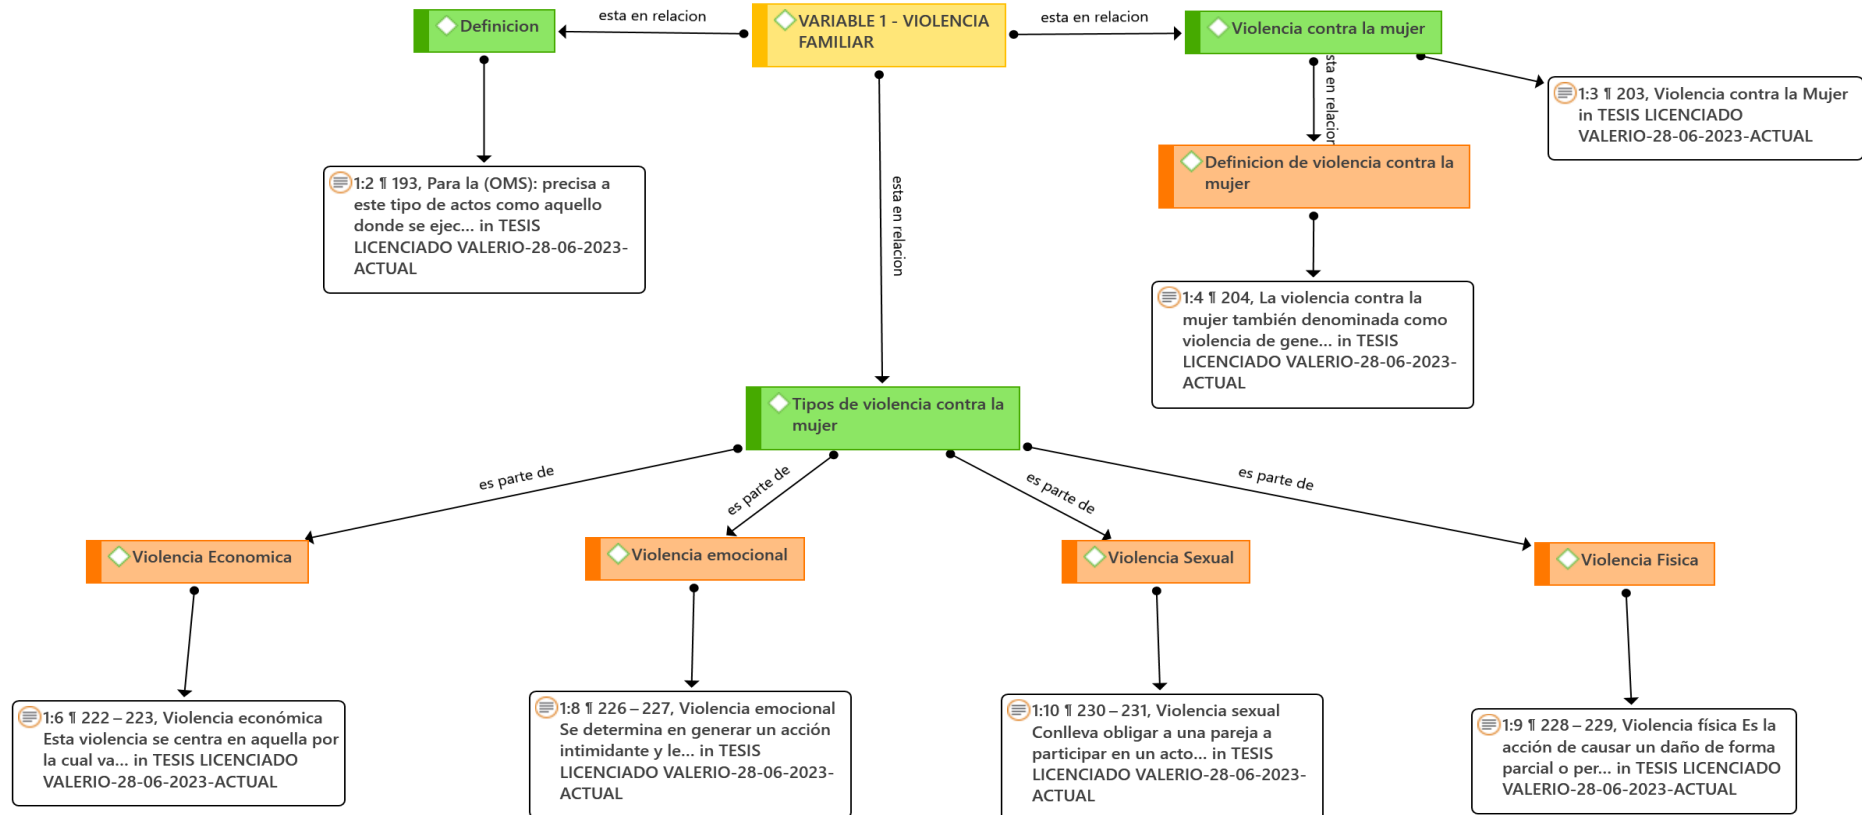 esta en relacion
VARIABLE 1 - VIOLENCIA
FAMILIAR
esta en relacion
Definicion
Violencia contra la mujer
sta en relacion
1:3 ¶ 203, Violencia contra la Mujer
in TESIS LICENCIADO
VALERIO-28-06-2023-ACTUAL
Definicion de violencia contra la
mujer
1:2 ¶ 193, Para la (OMS): precisa a
este tipo de actos como aquello
donde se ejec... in TESIS
LICENCIADO VALERIO-28-06-2023-
ACTUAL
esta en relacion
1:4 ¶ 204, La violencia contra la
mujer también denominada como
violencia de gene... in TESIS
LICENCIADO VALERIO-28-06-2023-
ACTUAL
Tipos de violencia contra la
mujer
es parte de
es parte de
es parte de
es parte de
Violencia Economica
Violencia emocional
Violencia Sexual
Violencia Fisica
1:6 ¶ 222 – 223, Violencia económica
Esta violencia se centra en aquella por
la cual va... in TESIS LICENCIADO
VALERIO-28-06-2023-ACTUAL
1:8 ¶ 226 – 227, Violencia emocional
Se determina en generar un acción
intimidante y le... in TESIS
LICENCIADO VALERIO-28-06-2023-
ACTUAL
1:10 ¶ 230 – 231, Violencia sexual
Conlleva obligar a una pareja a
participar en un acto... in TESIS
LICENCIADO VALERIO-28-06-2023-
ACTUAL
1:9 ¶ 228 – 229, Violencia física Es la
acción de causar un daño de forma
parcial o per... in TESIS LICENCIADO
VALERIO-28-06-2023-ACTUAL